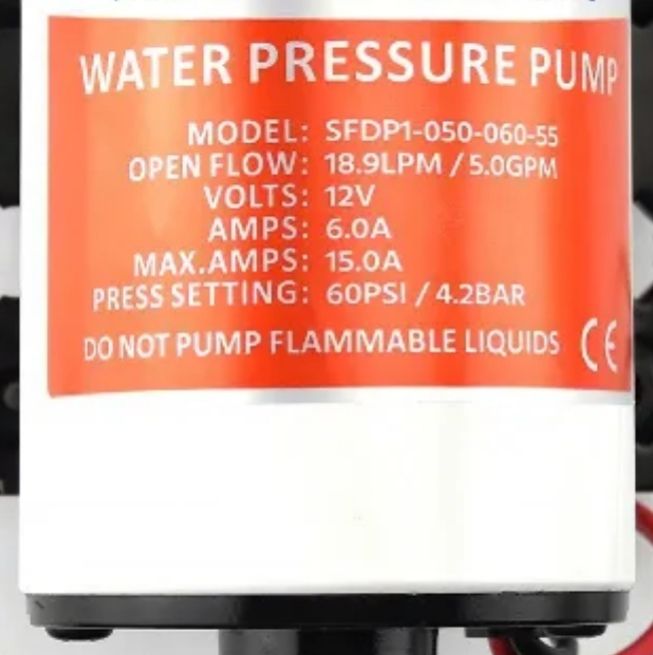 WATER PRESSURE PUMP
MODEL: SFDP1-050-060-55
OPEN FLOW: 18.9LPM / 5.0GPM
VOLTS: 12V
AMPS: 6.0A
MAX.AMPS: 15.0A
PRESS SETTING: 60PSI / 4.2BAR
DO NOT PUMP FLAMMABLE LIQUIDS CE